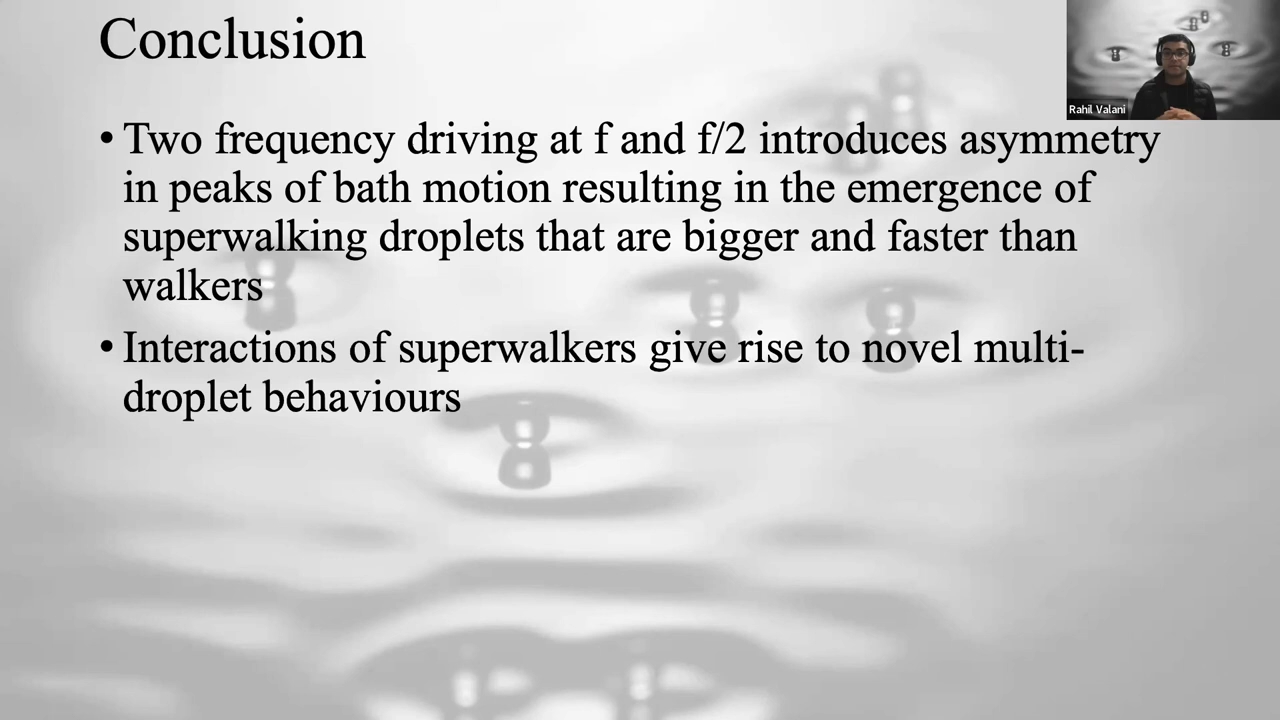 Conclusion
Rahil Valani
• Two frequency driving at f and f/2 introduces asymmetry
in peaks of bath motion resulting in the emergence of
superwalking droplets that are bigger and faster than
walkers
• Interactions of superwalkers give rise to novel multi-
droplet behaviours